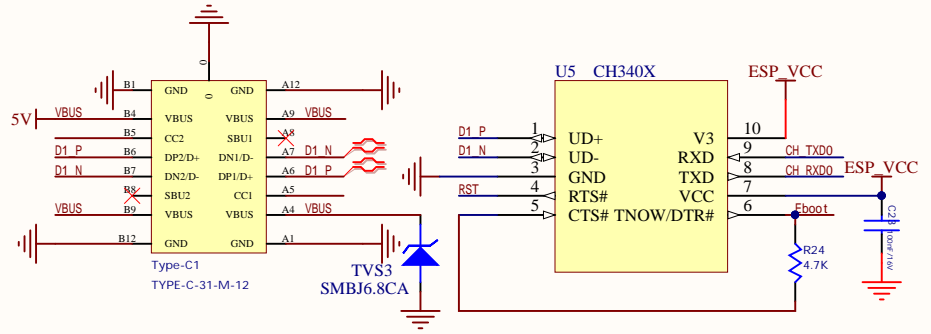 0
0
B1 GND GND A12
5V VBUS B4 VBUS VBUS A9 VBUS
B5 CC2 SBU1 A8
D1_P B6 DP2/D+ DN1/D- A7 D1_N
D1_N B7 DN2/D- DP1/D+ A6 D1_P
B8 SBU2 CC1 A5
VBUS B9 VBUS VBUS A4 VBUS
B12 GND GND A1
Type-C1
TYPE-C-31-M-12
TVS3
SMBJ6.8CA
U5 CH340X
ESP_VCC
D1_P 1 UD+ V3 10
D1_N 2 UD- RXD 9 CH_TXD0
3 GND TXD 8 CH_RXD0
RST 4 RTS# VCC 7 ESP_VCC
5 CTS# TNOW/DTR# 6 Eboot
R24
4.7K
C23
100nF/16V